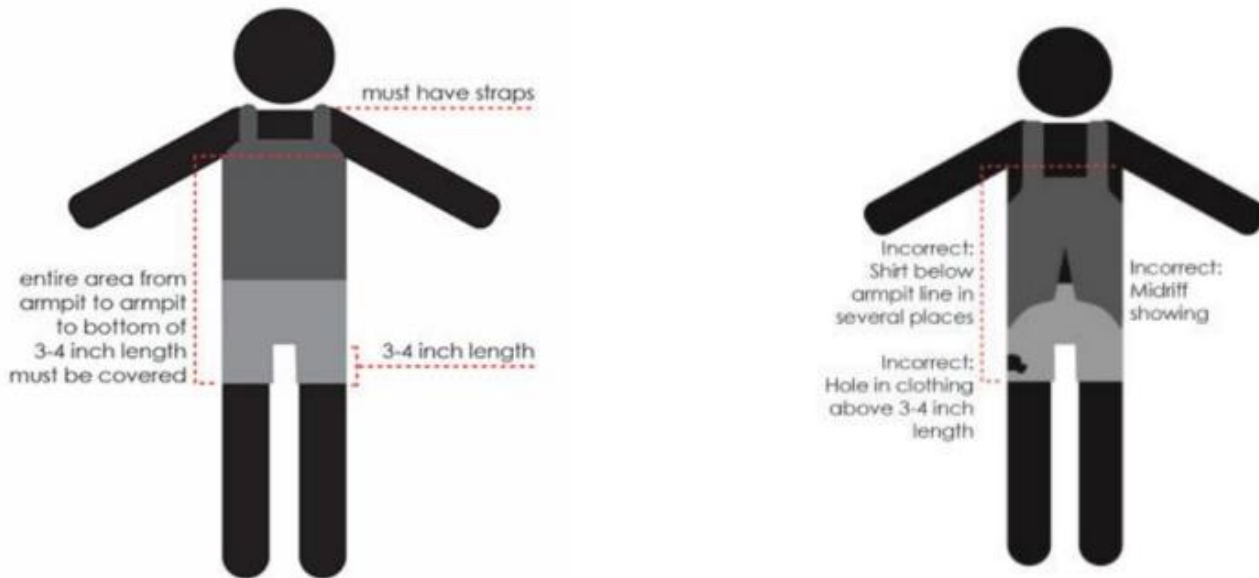 must have straps
entire area from
armpit to armpit
to bottom of
3-4 inch length
must be covered
3-4 inch length
Incorrect:
Shirt below
armpit line in
several places
Incorrect:
Midriff
showing
Incorrect:
Hole in clothing
above 3-4 inch
length